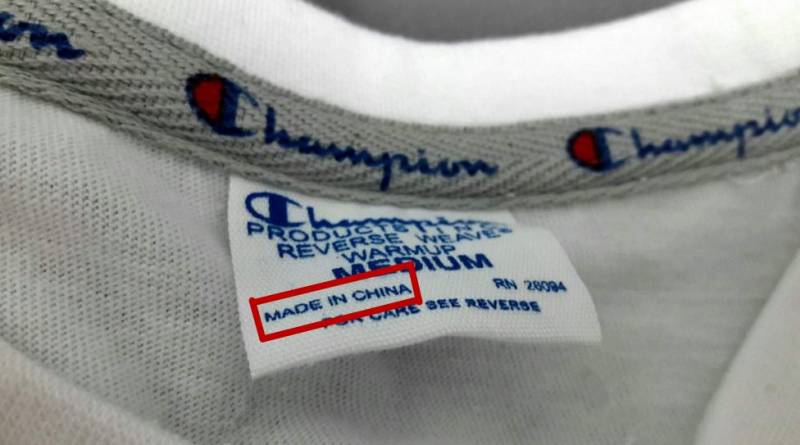 Champion
Champion
Champion
PRODUCTS INC.
REVERSE WEAVE®
WARMUP
MEDIUM
MADE IN CHINA
RN 26094
FOR CARE SEE REVERSE